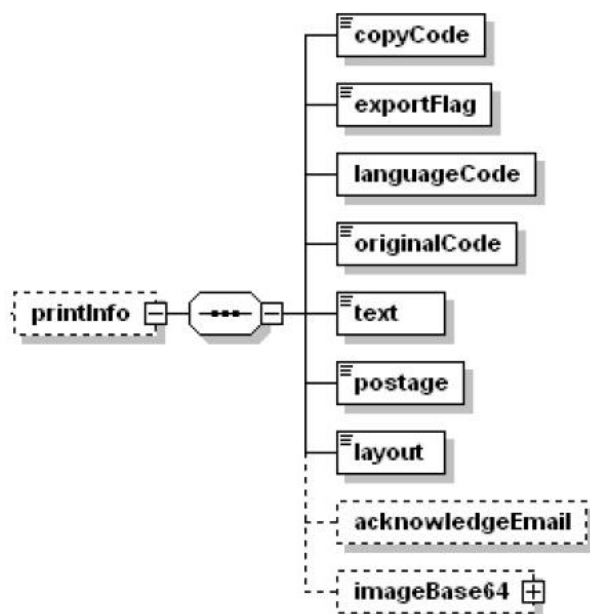 copyCode
exportFlag
languageCode
originalCode
printInfo
text
postage
layout
acknowledgeEmail
imageBase64